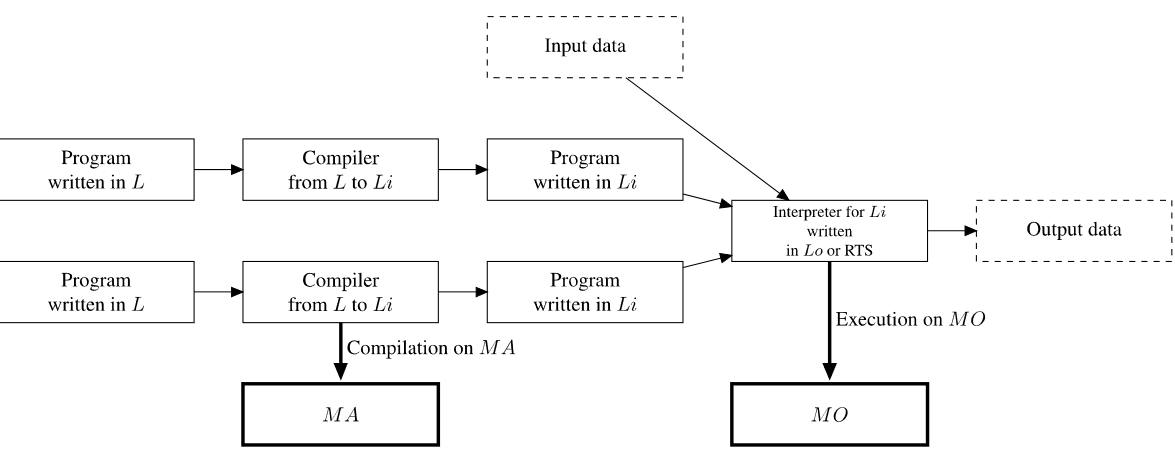 Input data
Program
written in L
Compiler
from L to Li
Program
written in Li
Interpreter for Li
written
in Lo or RTS
Output data
Program
written in L
Compiler
from L to Li
Program
written in Li
Execution on MO
Compilation on MA
MA
MO